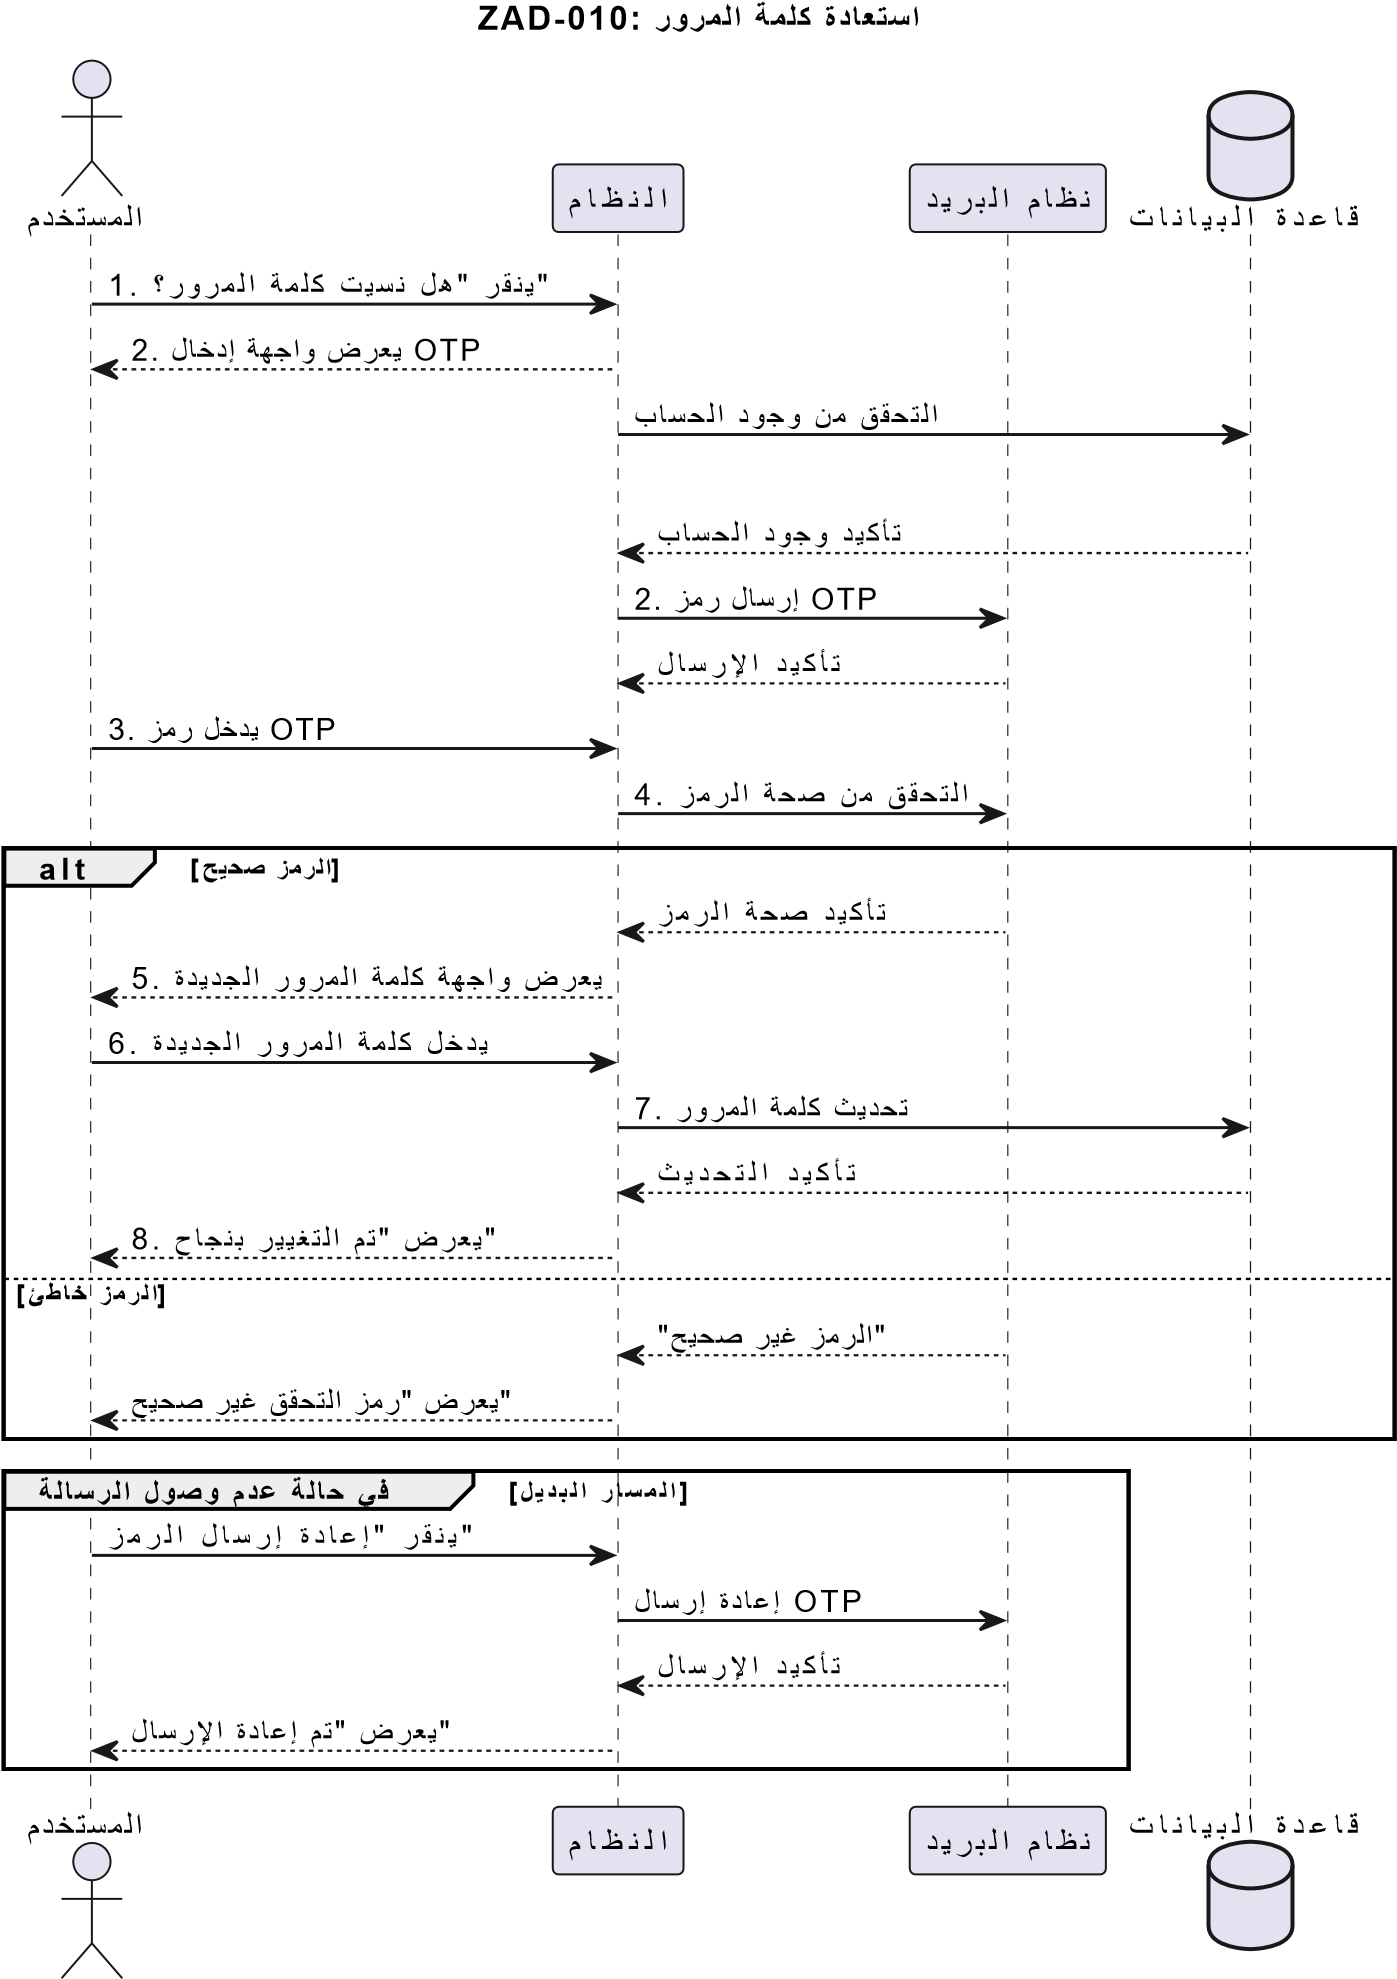 ZAD-010: استعادة كلمة المرور
المستخدم
النظام
نظام البريد
قاعدة البيانات
1. ينقر "هل نسيت كلمة المرور؟"
2. يعرض واجهة إدخال OTP
التحقق من وجود الحساب
تأكيد وجود الحساب
2. إرسال رمز OTP
تأكيد الإرسال
3. يدخل رمز OTP
4. التحقق من صحة الرمز
alt [الرمز صحيح]
تأكيد صحة الرمز
5. يعرض واجهة كلمة المرور الجديدة
6. يدخل كلمة المرور الجديدة
7. تحديث كلمة المرور
تأكيد التحديث
8. يعرض "تم التغيير بنجاح"
[الرمز خاطئ]
"الرمز غير صحيح"
يعرض "رمز التحقق غير صحيح"
في حالة عدم وصول الرسالة [المسار البديل]
ينقر "إعادة إرسال الرمز"
إعادة إرسال OTP
تأكيد الإرسال
يعرض "تم إعادة الإرسال"
المستخدم
النظام
نظام البريد
قاعدة البيانات